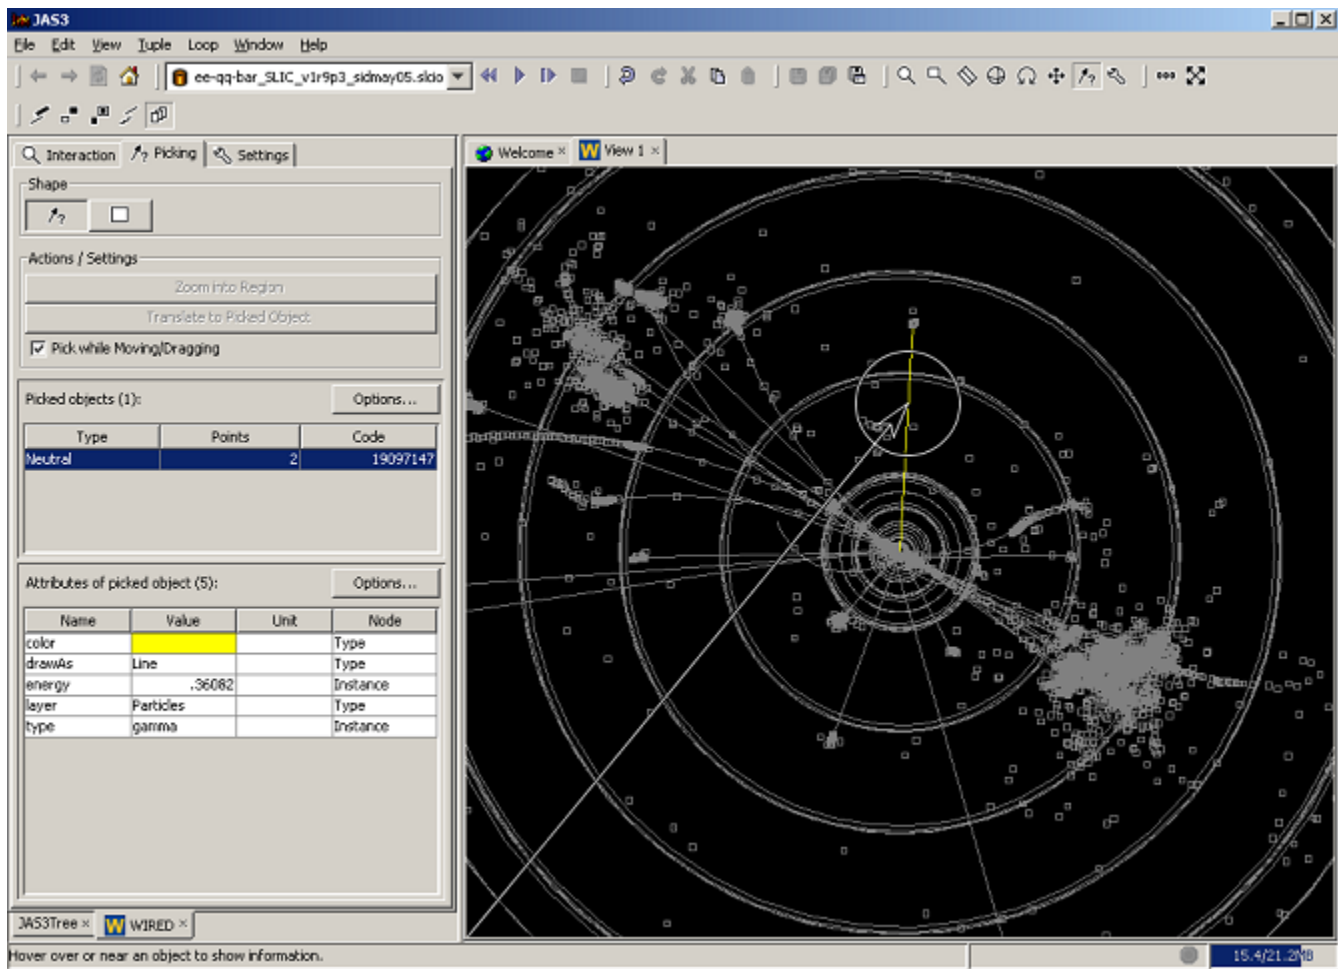 JAS3
File Edit View Tuple Loop Window Help
ee-qq-bar_SLIC_v1r9p3_sidmay05.slcio
Interaction Picking Settings
Welcome View 1
Shape
Actions / Settings
Zoom into Region
Translate to Picked Object
Pick while Moving/Dragging
Picked objects (1): Options...
Type Points Code
Neutral 2 19097147
Attributes of picked object (5): Options...
Name Value Unit Node
color Type
drawAs Line Type
energy .36082 Instance
layer Particles Type
type gamma Instance
JAS3Tree WIRED
Hover over or near an object to show information. 15.4/21.2MB